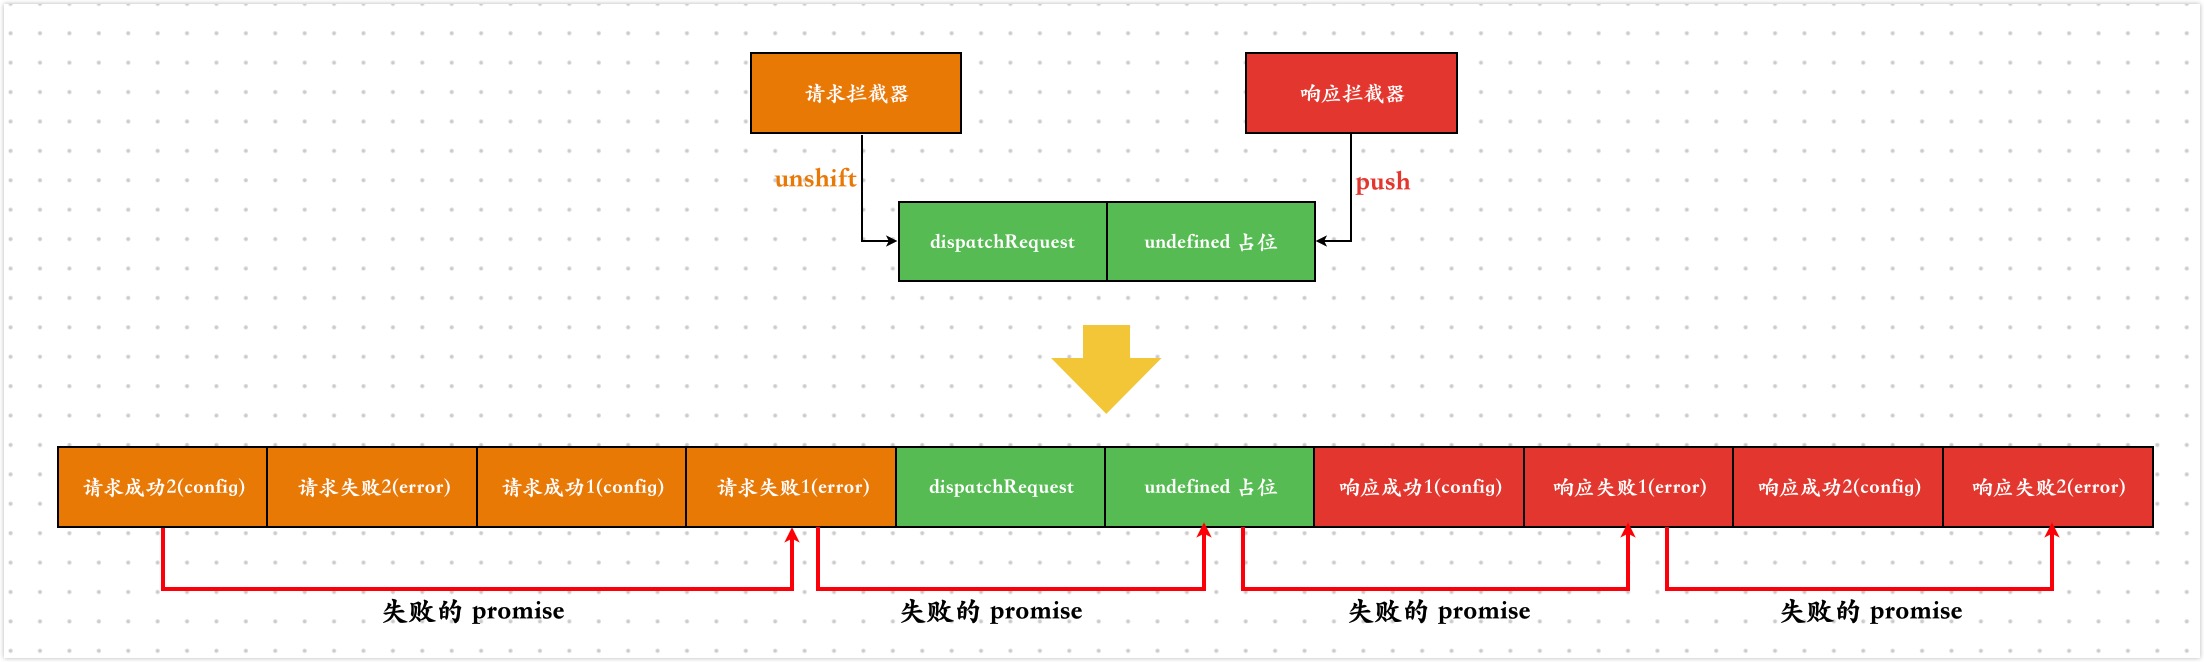 请求拦截器
响应拦截器
unshift
push
dispatchRequest
undefined 占位
请求成功2(config)
请求失败2(error)
请求成功1(config)
请求失败1(error)
dispatchRequest
undefined 占位
响应成功1(config)
响应失败1(error)
响应成功2(config)
响应失败2(error)
失败的 promise
失败的 promise
失败的 promise
失败的 promise